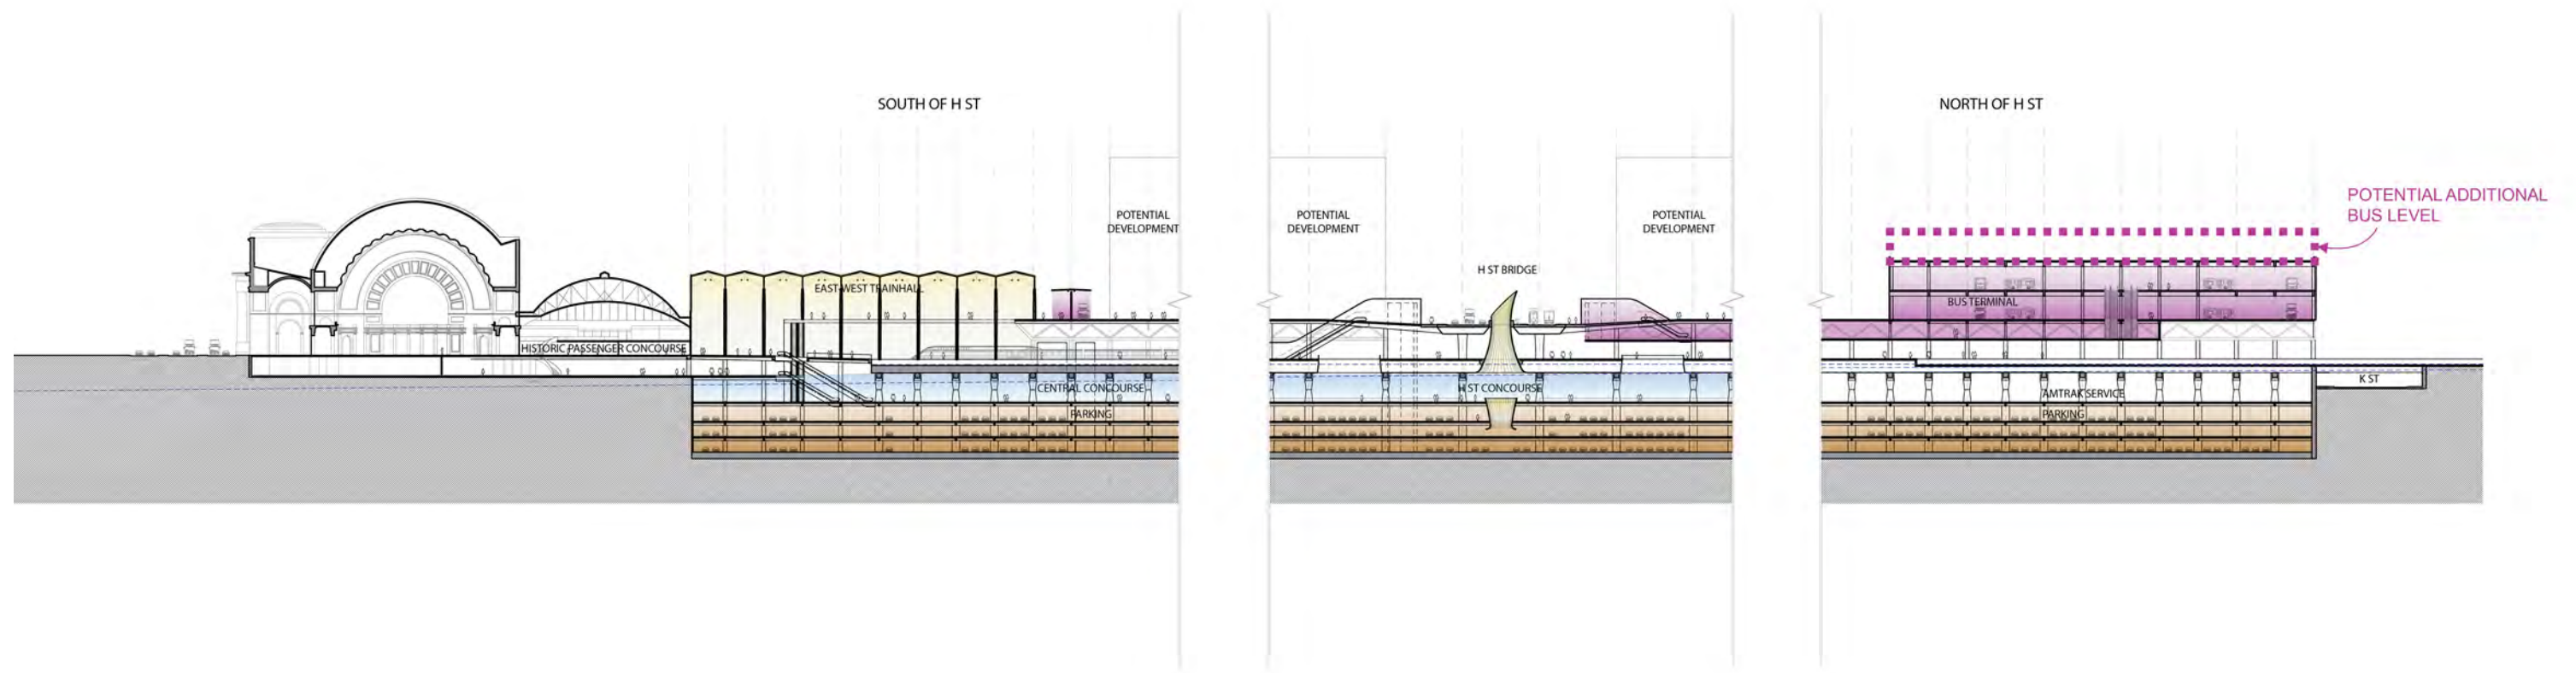 SOUTH OF H ST
NORTH OF H ST
POTENTIAL ADDITIONAL
BUS LEVEL
POTENTIAL
DEVELOPMENT
POTENTIAL
DEVELOPMENT
POTENTIAL
DEVELOPMENT
H ST BRIDGE
EAST-WEST TRAINHALL
BUS TERMINAL
HISTORIC PASSENGER CONCOURSE
CENTRAL CONCOURSE
H ST CONCOURSE
K ST
AMTRAK SERVICE
PARKING
PARKING